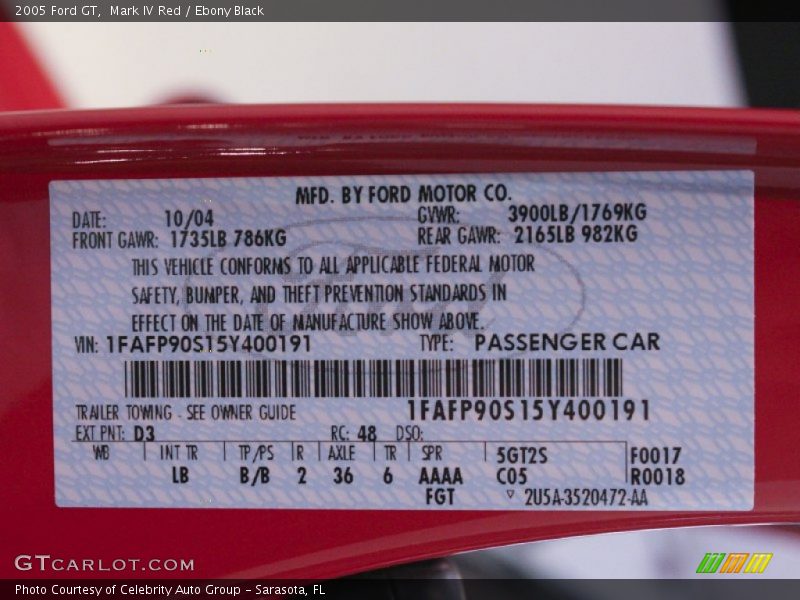 2005 Ford GT, Mark IV Red / Ebony Black
MFD. BY FORD MOTOR CO.
DATE: 10/04 GVWR: 3900LB/1769KG
FRONT GAWR: 1735LB 786KG REAR GAWR: 2165LB 982KG
THIS VEHICLE CONFORMS TO ALL APPLICABLE FEDERAL MOTOR
SAFETY, BUMPER, AND THEFT PREVENTION STANDARDS IN
EFFECT ON THE DATE OF MANUFACTURE SHOW ABOVE.
VIN: 1FAFP90S15Y400191 TYPE: PASSENGER CAR
TRAILER TOWING - SEE OWNER GUIDE 1FAFP90S15Y400191
EXT PNT: D3 RC: 48 DSO:
WB INT TR TP/PS R AXLE TR SPR 5GT2S F0017
LB B/B 2 36 6 AAAA C05 R0018
FGT ▽ 2U5A-3520472-AA
GTCARLOT.COM
Photo Courtesy of Celebrity Auto Group - Sarasota, FL